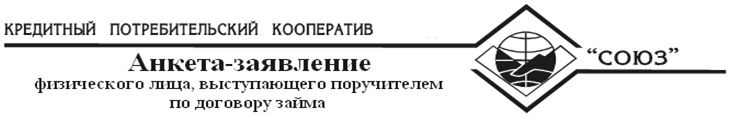 КРЕДИТНЫЙ ПОТРЕБИТЕЛЬСКИЙ КООПЕРАТИВ
“СОЮЗ”
Анкета-заявление
физического лица, выступающего поручителем
по договору займа